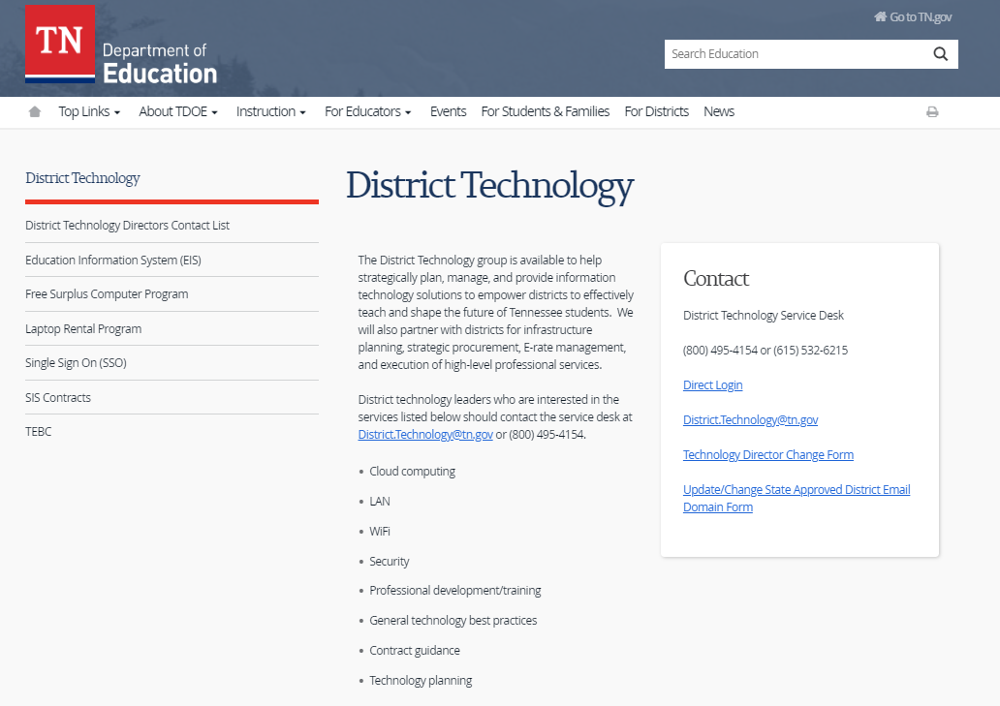 Go to TN.gov
TN
Department of
Education
Search Education
Top Links
About TDOE
Instruction
For Educators
Events
For Students & Families
For Districts
News
District Technology
District Technology Directors Contact List
Education Information System (EIS)
Free Surplus Computer Program
Laptop Rental Program
Single Sign On (SSO)
SIS Contracts
TEBC
District Technology
The District Technology group is available to help
strategically plan, manage, and provide information
technology solutions to empower districts to effectively
teach and shape the future of Tennessee students.  We
will also partner with districts for infrastructure
planning, strategic procurement, E-rate management,
and execution of high-level professional services.
District technology leaders who are interested in the
services listed below should contact the service desk at
District.Technology@tn.gov or (800) 495-4154.
• Cloud computing
• LAN
• WiFi
• Security
• Professional development/training
• General technology best practices
• Contract guidance
• Technology planning
Contact
District Technology Service Desk
(800) 495-4154 or (615) 532-6215
Direct Login
District.Technology@tn.gov
Technology Director Change Form
Update/Change State Approved District Email
Domain Form